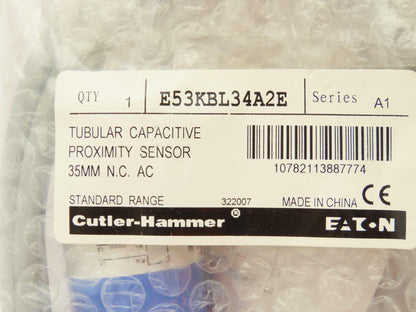 QTY 1 E53KBL34A2E Series A1
TUBULAR CAPACITIVE
PROXIMITY SENSOR
35MM N.C. AC
10782113887774
STANDARD RANGE 322007 MADE IN CHINA CE
Cutler-Hammer ® EATON